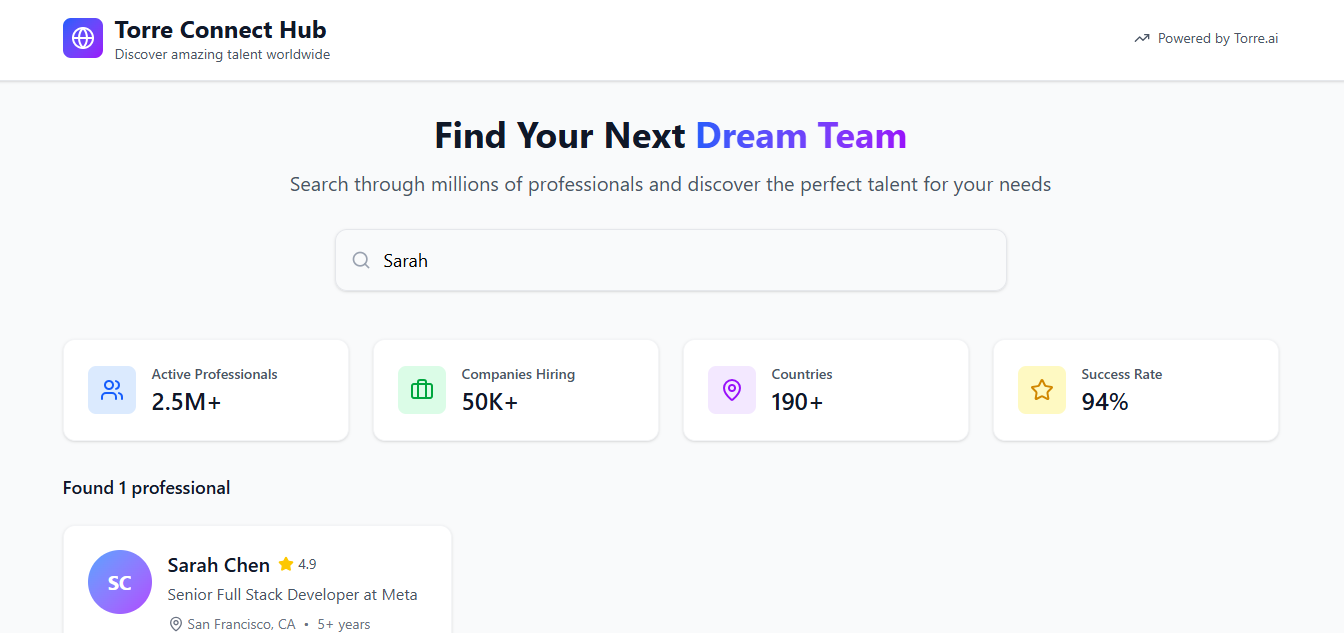 Torre Connect Hub
Discover amazing talent worldwide
Powered by Torre.ai
Find Your Next Dream Team
Search through millions of professionals and discover the perfect talent for your needs
Sarah
Active Professionals
2.5M+
Companies Hiring
50K+
Countries
190+
Success Rate
94%
Found 1 professional
SC
Sarah Chen 4.9
Senior Full Stack Developer at Meta
San Francisco, CA • 5+ years